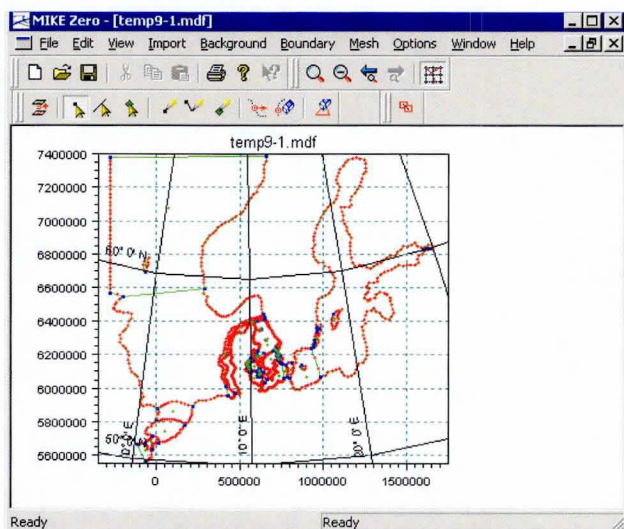 MIKE Zero - [temp9-1.mdf]
File Edit View Import Background Boundary Mesh Options Window Help
temp9-1.mdf
7400000
7200000
7000000
6800000
6600000
6400000
6200000
6000000
5800000
5600000
60° 0' N
50° 0' N
0° 0' E
10° 0' E
20° 0' E
0 500000 1000000 1500000
Ready Ready